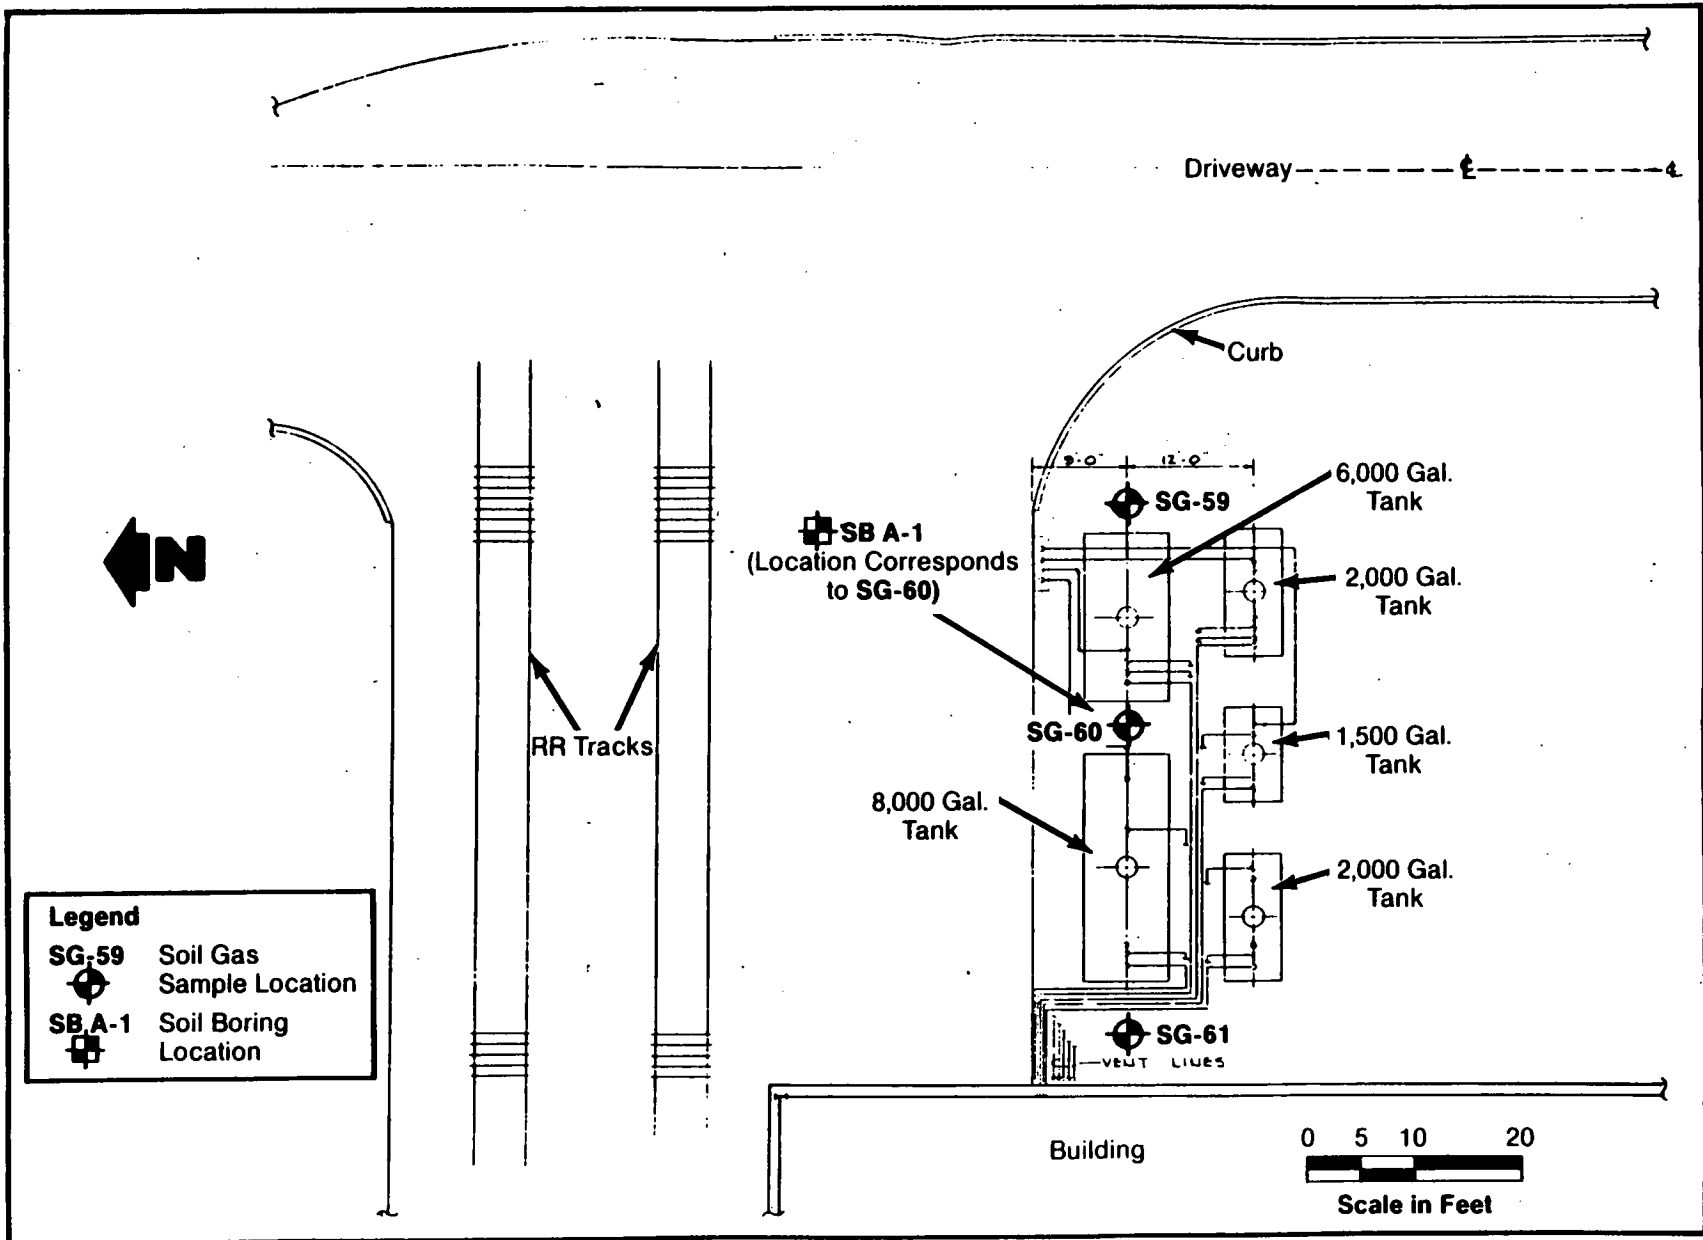 Driveway
℄
℄
Curb
9'-0"
12'-0"
6,000 Gal.
Tank
SG-59
SB A-1
(Location Corresponds
to SG-60)
N
2,000 Gal.
Tank
SG-60
RR Tracks
1,500 Gal.
Tank
8,000 Gal.
Tank
2,000 Gal.
Tank
Legend
SG-59 Soil Gas
Sample Location
SB A-1 Soil Boring
Location
SG-61
VENT LINES
Building
0 5 10 20
Scale in Feet